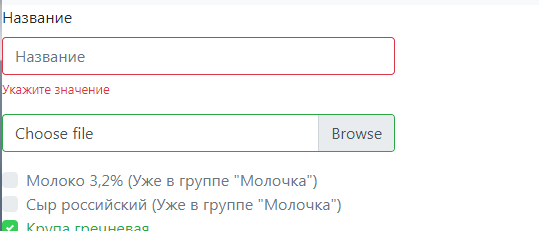 Название
Название
Укажите значение
Choose file Browse
Молоко 3,2% (Уже в группе "Молочка")
Сыр российский (Уже в группе "Молочка")
Крупа гречневая